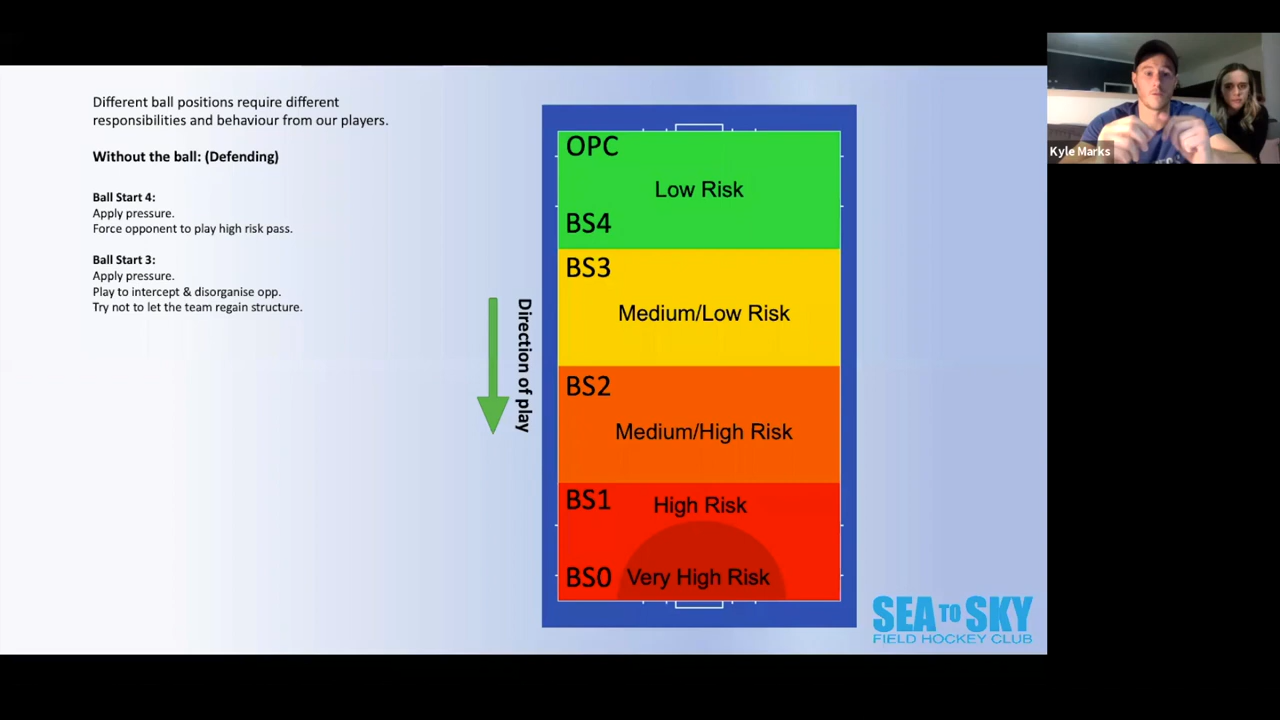 Different ball positions require different
responsibilities and behaviour from our players.
Without the ball: (Defending)
Ball Start 4:
Apply pressure.
Force opponent to play high risk pass.
Ball Start 3:
Apply pressure.
Play to intercept & disorganise opp.
Try not to let the team regain structure.
Direction of play
OPC
Low Risk
BS4
BS3
Medium/Low Risk
BS2
Medium/High Risk
BS1 High Risk
BS0 Very High Risk
SEA TO SKY
FIELD HOCKEY CLUB
Kyle Marks